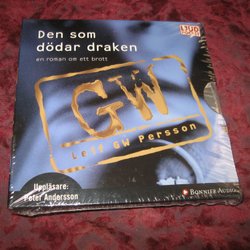 Den som
dödar draken
en roman om ett brott
GW
Leif GW Persson
Uppläsare:
Peter Andersson
BONNIER AUDIO